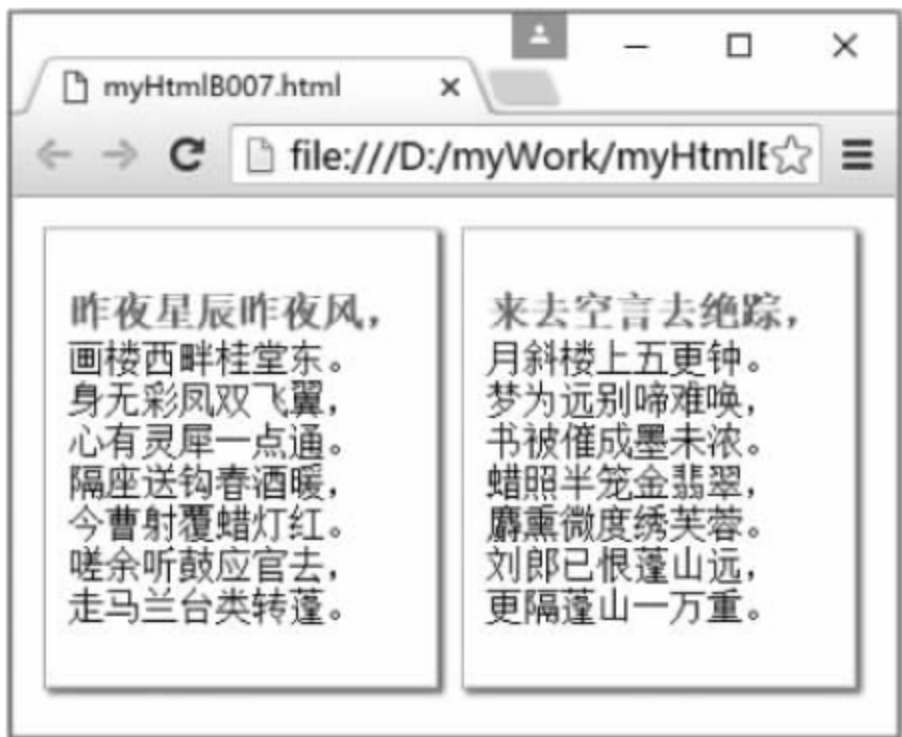 myHtmlB007.html
file:///D:/myWork/myHtmlB
昨夜星辰昨夜风，
画楼西畔桂堂东。
身无彩凤双飞翼，
心有灵犀一点通。
隔座送钩春酒暖，
今曹射覆蜡灯红。
嗟余听鼓应官去，
走马兰台类转蓬。
来去空言去绝踪，
月斜楼上五更钟。
梦为远别啼难唤，
书被催成墨未浓。
蜡照半笼金翡翠，
麝熏微度绣芙蓉。
刘郎已恨蓬山远，
更隔蓬山一万重。